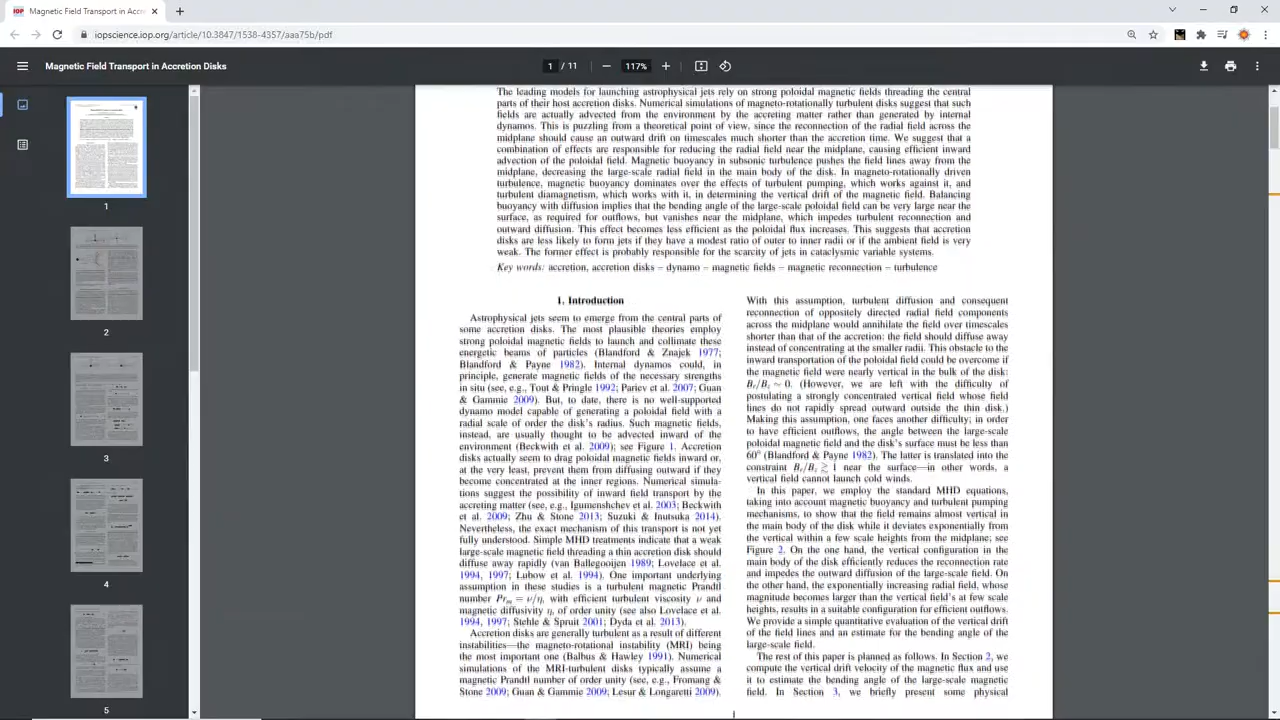 Magnetic Field Transport in Accr
iopscience.iop.org/article/10.3847/1538-4357/aaa75b/pdf
Magnetic Field Transport in Accretion Disks
1 / 11
117%
1
2
3
4
5
The leading models for launching astrophysical jets rely on strong poloidal magnetic fields threading the central
parts of their host accretion disks. Numerical simulations of magneto-rotationally turbulent disks suggest that such
fields are actually advected from the environment by the accreting matter rather than generated by internal
dynamos. This is puzzling from a theoretical point of view, since the reconnection of the radial field across the
midplane should cause an outward drift on timescales much shorter than the accretion time. We suggest that a
combination of effects are responsible for reducing the radial field near the midplane, causing efficient inward
advection of the poloidal field. Magnetic buoyancy in subsonic turbulence pushes the field lines away from the
midplane, decreasing the large-scale radial field in the main body of the disk. In magneto-rotationally driven
turbulence, magnetic buoyancy dominates over the effects of turbulent pumping, which works against it, and
turbulent diamagnetism, which works with it, in determining the vertical drift of the magnetic field. Balancing
buoyancy with diffusion implies that the bending angle of the large-scale poloidal field can be very large near the
surface, as required for outflows, but vanishes near the midplane, which impedes turbulent reconnection and
outward diffusion. This effect becomes less efficient as the poloidal flux increases. This suggests that accretion
disks are less likely to form jets if they have a modest ratio of outer to inner radii or if the ambient field is very
weak. The former effect is probably responsible for the scarcity of jets in cataclysmic variable systems.
Key words: accretion, accretion disks – dynamo – magnetic fields – magnetic reconnection – turbulence
1. Introduction
Astrophysical jets seem to emerge from the central parts of
some accretion disks. The most plausible theories employ
strong poloidal magnetic fields to launch and collimate these
energetic beams of particles (Blandford & Znajek 1977;
Blandford & Payne 1982). Internal dynamos could, in
principle, generate magnetic fields of the necessary strengths
in situ (see, e.g., Tout & Pringle 1992; Pariev et al. 2007; Guan
& Gammie 2009). But, to date, there is no well-supported
dynamo model capable of generating a poloidal field with a
radial scale of order the disk's radius. Such magnetic fields,
instead, are usually thought to be advected inward of the
environment (Beckwith et al. 2009); see Figure 1. Accretion
disks actually seem to drag poloidal magnetic fields inward or,
at the very least, prevent them from diffusing outward if they
become concentrated at the inner regions. Numerical simula-
tions suggest the possibility of inward field transport by the
accreting matter (see, e.g., Igumenshchev et al. 2003; Beckwith
et al. 2009; Zhu & Stone 2013; Suzuki & Inutsuka 2014).
Nevertheless, the exact mechanism of this transport is not yet
fully understood. Simple MHD treatments indicate that a weak
large-scale magnetic field threading a thin accretion disk should
diffuse away rapidly (van Ballegooijen 1989; Lovelace et al.
1994, 1997; Lubow et al. 1994). One important underlying
assumption in these studies is a turbulent magnetic Prandtl
number Pr_m ≡ ν/η, with efficient turbulent viscosity ν and
magnetic diffusivity η, of order unity (see also Lovelace et al.
1994, 1997; Stehle & Spruit 2001; Dyda et al. 2013).
Accretion disks are generally turbulent as a result of different
instabilities—the magneto-rotational instability (MRI) being
the most important one (Balbus & Hawley 1991). Numerical
simulations of the MRI-turbulent disks typically assume a
magnetic Prandtl number of order unity (see, e.g., Fromang &
Stone 2009; Guan & Gammie 2009; Lesur & Longaretti 2009).
With this assumption, turbulent diffusion and consequent
reconnection of oppositely directed radial field components
across the midplane would annihilate the field over timescales
shorter than that of the accretion: the field should diffuse away
instead of concentrating at the smaller radii. This obstacle to the
inward transportation of the poloidal field could be overcome if
the magnetic field were nearly vertical in the bulk of the disk:
B_r/B_z ∼ 0. (However, we are left with the difficulty of
postulating a strongly concentrated vertical field whose field
lines do not rapidly spread outward outside the thin disk.)
Making this assumption, one faces another difficulty; in order
to have efficient outflows, the angle between the large-scale
poloidal magnetic field and the disk's surface must be less than
60° (Blandford & Payne 1982). The latter is translated into the
constraint B_r/B_z ≳ 1 near the surface—in other words, a
vertical field cannot launch cold winds.
In this paper, we employ the standard MHD equations,
taking into account magnetic buoyancy and turbulent pumping
mechanisms, to show that the field remains almost vertical in
the main body of the disk while it deviates exponentially from
the vertical within a few scale heights from the midplane; see
Figure 2. On the one hand, the vertical configuration in the
main body of the disk efficiently reduces the reconnection rate
and impedes the outward diffusion of the large-scale field. On
the other hand, the exponentially increasing radial field, whose
magnitude becomes larger than the vertical field's at few scale
heights, results in a suitable configuration for efficient outflows.
We provide a simple quantitative evaluation of the vertical drift
of the field lines and an estimate for the bending angle of the
large-scale field.
The rest of this paper is planned as follows. In Section 2, we
compute the vertical drift velocity of the magnetic flux and use
it to estimate the bending angle of the large-scale magnetic
field. In Section 3, we briefly present some physical